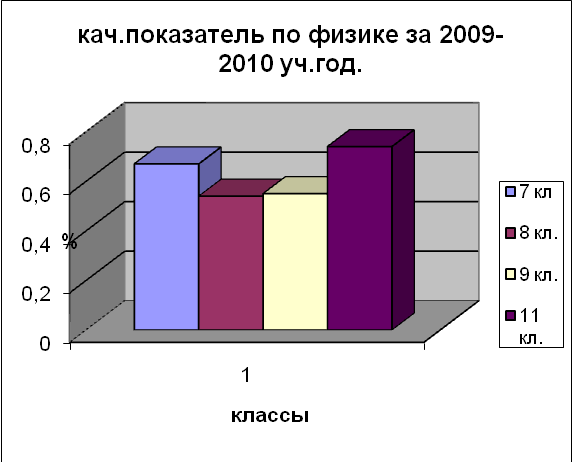 кач.показатель по физике за 2009-
2010 уч.год.
0,8
0,6
0,4
0,2
0
%
1
классы
7 кл
8 кл.
9 кл.
11
кл.